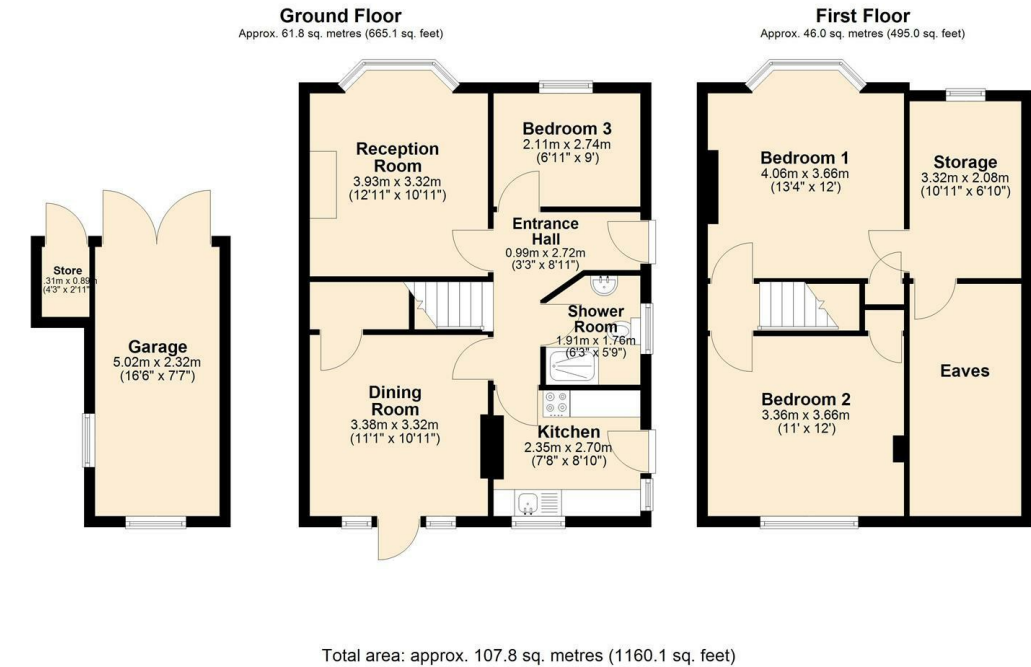 Ground Floor
Approx. 61.8 sq. metres (665.1 sq. feet)
First Floor
Approx. 46.0 sq. metres (495.0 sq. feet)
Reception
Room
3.93m x 3.32m
(12'11" x 10'11")
Bedroom 3
2.11m x 2.74m
(6'11" x 9')
Bedroom 1
4.06m x 3.66m
(13'4" x 12')
Storage
3.32m x 2.08m
(10'11" x 6'10")
Entrance
Hall
0.99m x 2.72m
(3'3" x 8'11")
Store
.31m x 0.89m
(4'3" x 2'11")
Shower
Room
1.91m x 1.76m
(6'3" x 5'9")
Garage
5.02m x 2.32m
(16'6" x 7'7")
Dining
Room
3.38m x 3.32m
(11'1" x 10'11")
Kitchen
2.35m x 2.70m
(7'8" x 8'10")
Bedroom 2
3.36m x 3.66m
(11' x 12')
Eaves
Total area: approx. 107.8 sq. metres (1160.1 sq. feet)